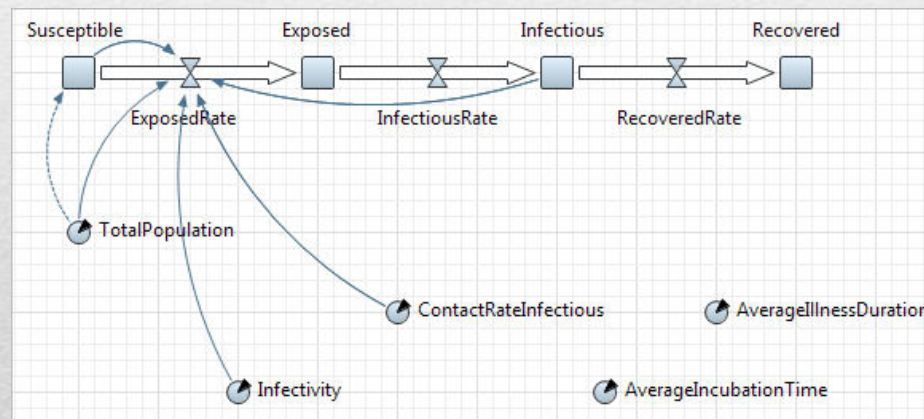 Susceptible Exposed Infectious Recovered
ExposedRate InfectiousRate RecoveredRate
TotalPopulation
ContactRateInfectious AverageIllnessDuration
Infectivity AverageIncubationTime